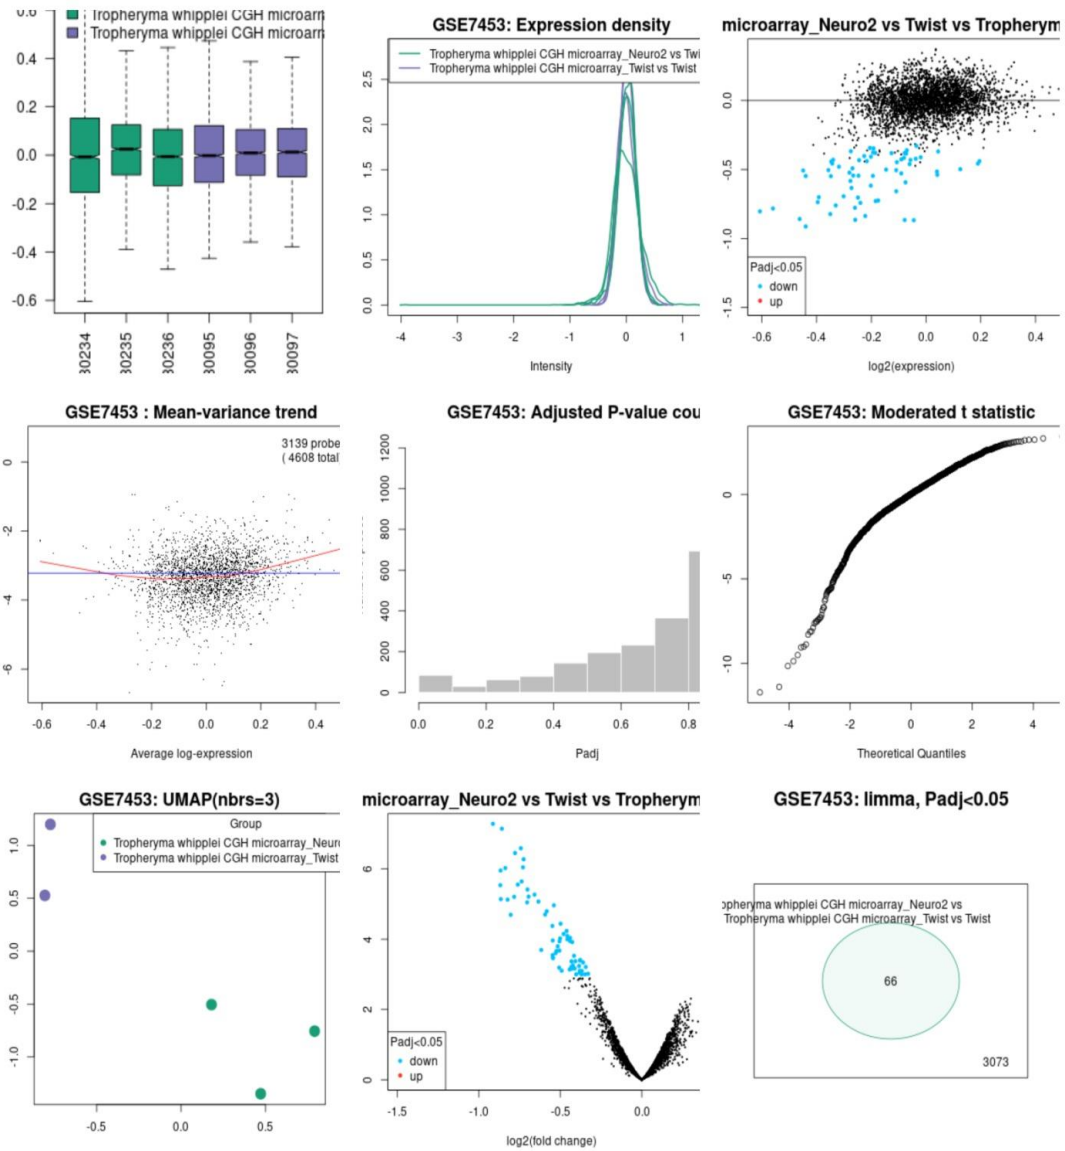 Tropheryma whipplei CGH microarr
Tropheryma whipplei CGH microarr
0.6
0.4
0.2
0.0
-0.2
-0.4
-0.6
30234
30235
30236
30095
30096
30097
GSE7453: Expression density
Tropheryma whipplei CGH microarray_Neuro2 vs Twi
Tropheryma whipplei CGH microarray_Twist vs Twist
2.5
2.0
1.5
1.0
0.5
0.0
-4 -3 -2 -1 0 1
Intensity
microarray_Neuro2 vs Twist vs Tropherym
0.0
-0.5
-1.0
-1.5
Padj<0.05
down
up
-0.6 -0.4 -0.2 0.0 0.2 0.4
log2(expression)
GSE7453 : Mean-variance trend
3139 probe
( 4608 total
0
-2
-4
-6
-0.6 -0.4 -0.2 0.0 0.2 0.4
Average log-expression
GSE7453: Adjusted P-value cou
1200
1000
800
600
400
200
0
0.0 0.2 0.4 0.6 0.8
Padj
GSE7453: Moderated t statistic
0
-5
-10
-4 -2 0 2 4
Theoretical Quantiles
GSE7453: UMAP(nbrs=3)
Group
Tropheryma whipplei CGH microarray_Neuro
Tropheryma whipplei CGH microarray_Twist
1.0
0.5
0.0
-0.5
-1.0
-0.5 0.0 0.5
microarray_Neuro2 vs Twist vs Tropherym
6
4
2
0
Padj<0.05
down
up
-1.5 -1.0 -0.5 0.0
log2(fold change)
GSE7453: limma, Padj<0.05
opheryma whipplei CGH microarray_Neuro2 vs
Tropheryma whipplei CGH microarray_Twist vs Twist
66
3073